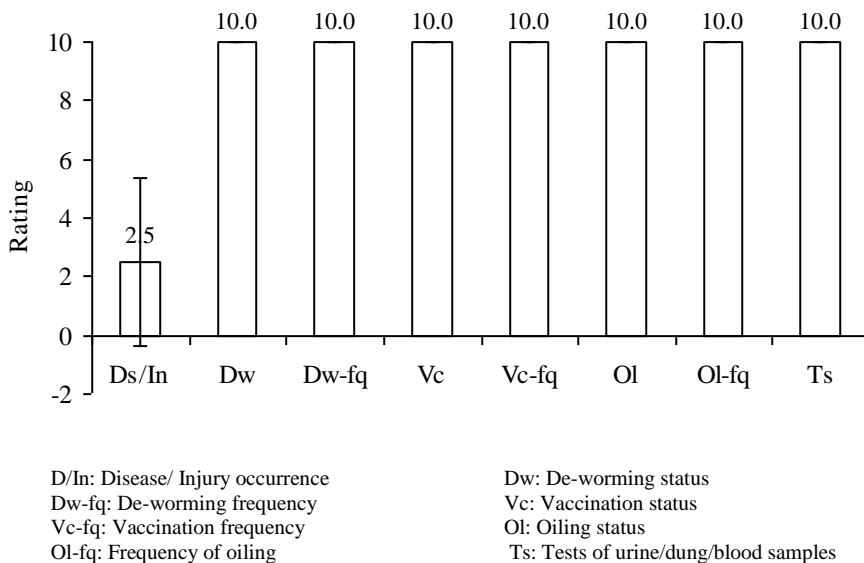 10.0 10.0 10.0 10.0 10.0 10.0 10.0
10
8
6
4
2
0
-2
Rating
2.5
Ds/In Dw Dw-fq Vc Vc-fq Ol Ol-fq Ts
D/In: Disease/ Injury occurrence Dw: De-worming status
Dw-fq: De-worming frequency Vc: Vaccination status
Vc-fq: Vaccination frequency Ol: Oiling status
Ol-fq: Frequency of oiling Ts: Tests of urine/dung/blood samples